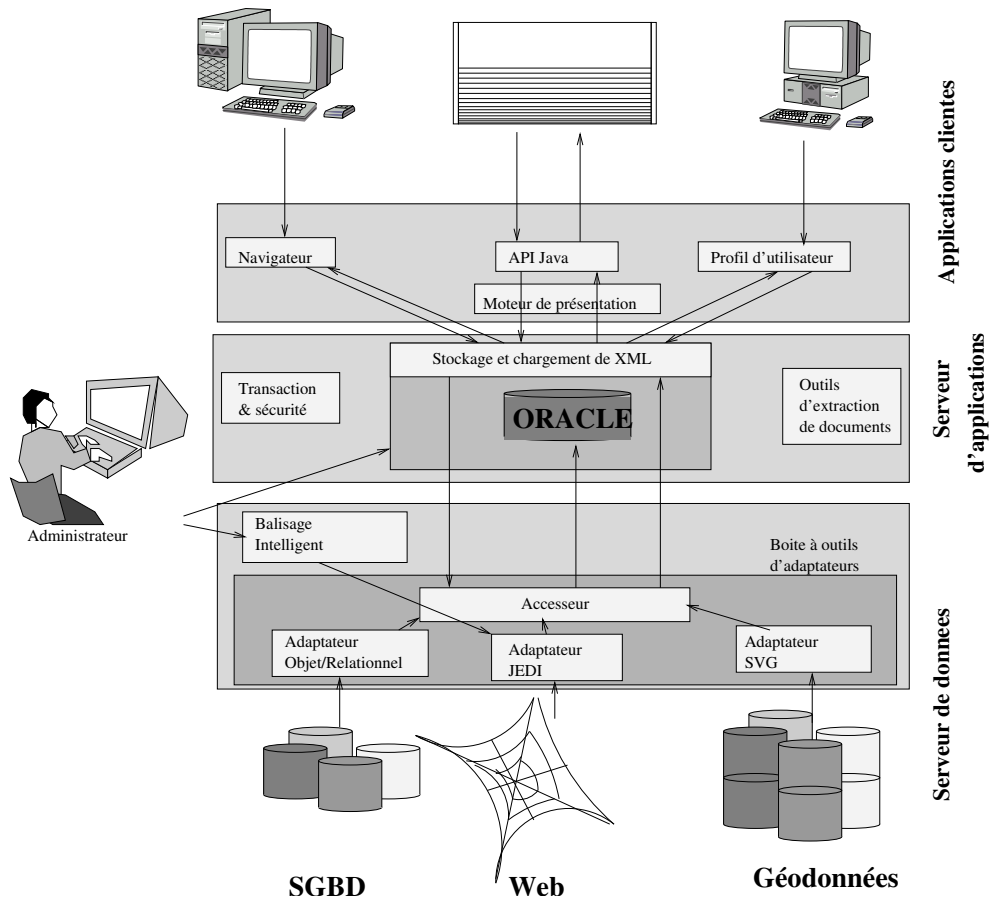 Applications clientes
Navigateur
API Java
Profil d'utilisateur
Moteur de présentation
Serveur
d'applications
Stockage et chargement de XML
Transaction
& sécurité
ORACLE
Outils
d'extraction
de documents
Administrateur
Balisage
Intelligent
Boite à outils
d'adaptateurs
Accesseur
Adaptateur
Objet/Relationnel
Adaptateur
JEDI
Adaptateur
SVG
Serveur de donnees
SGBD
Web
Géodonnées